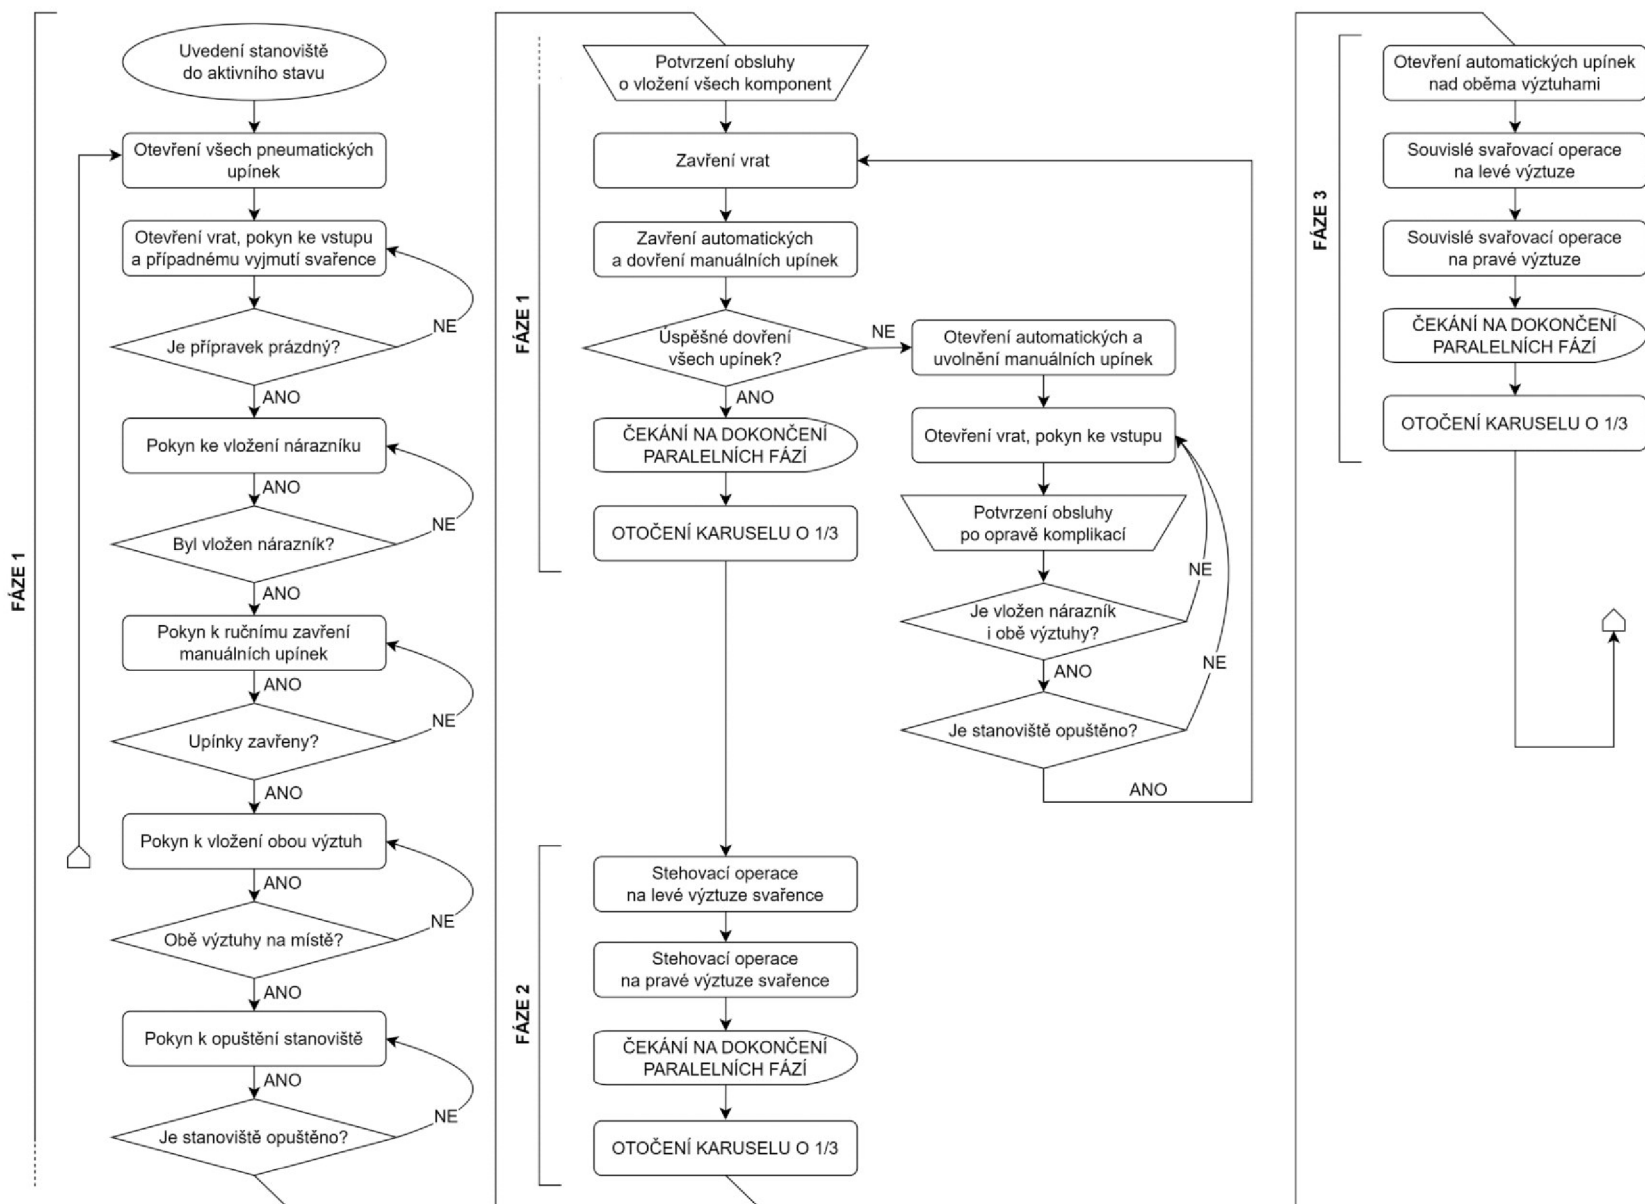 FÁZE 1
Uvedení stanoviště
do aktivního stavu
Otevření všech pneumatických
upínek
Otevření vrat, pokyn ke vstupu
a případnému vyjmutí svařence
NE
Je přípravek prázdný?
ANO
Pokyn ke vložení nárazníku
ANO
NE
Byl vložen nárazník?
ANO
Pokyn k ručnímu zavření
manuálních upínek
ANO
NE
Upínky zavřeny?
ANO
Pokyn k vložení obou výztuh
ANO
NE
Obě výztuhy na místě?
ANO
Pokyn k opuštění stanoviště
ANO
NE
Je stanoviště opuštěno?
FÁZE 1
Potvrzení obsluhy
o vložení všech komponent
Zavření vrat
Zavření automatických
a dovření manuálních upínek
Úspěšné dovření
všech upínek?
NE
ANO
ČEKÁNÍ NA DOKONČENÍ
PARALELNÍCH FÁZÍ
OTOČENÍ KARUSELU O 1/3
Otevření automatických a
uvolnění manuálních upínek
Otevření vrat, pokyn ke vstupu
Potvrzení obsluhy
po opravě komplikací
NE
Je vložen nárazník
i obě výztuhy?
ANO
NE
Je stanoviště opuštěno?
ANO
FÁZE 2
Stehovací operace
na levé výztuze svařence
Stehovací operace
na pravé výztuze svařence
ČEKÁNÍ NA DOKONČENÍ
PARALELNÍCH FÁZÍ
OTOČENÍ KARUSELU O 1/3
FÁZE 3
Otevření automatických upínek
nad oběma výztuhami
Souvislé svařovací operace
na levé výztuze
Souvislé svařovací operace
na pravé výztuze
ČEKÁNÍ NA DOKONČENÍ
PARALELNÍCH FÁZÍ
OTOČENÍ KARUSELU O 1/3